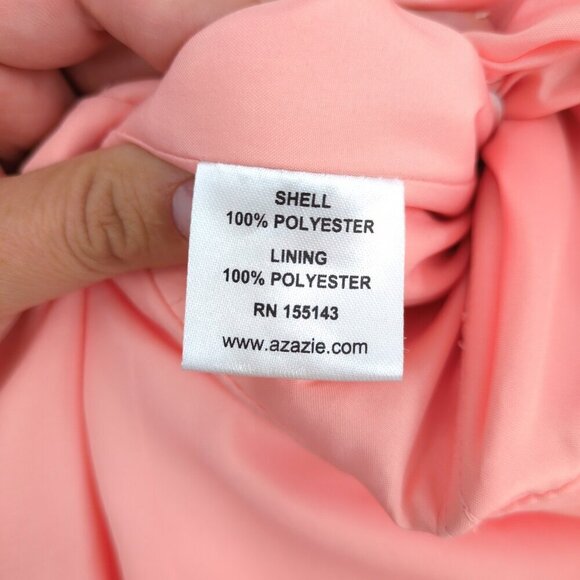 SHELL
100% POLYESTER
LINING
100% POLYESTER
RN 155143
www.azazie.com